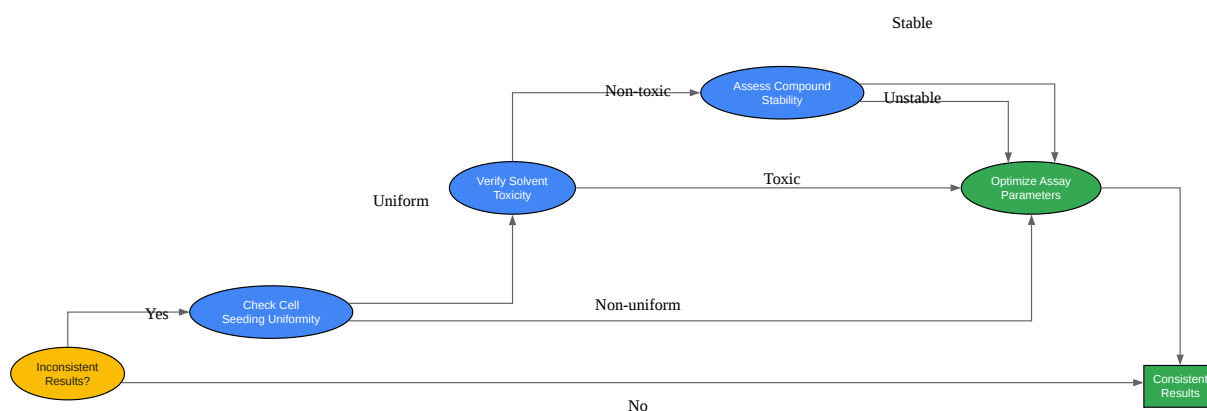 Stable
Assess Compound
Stability
Non-toxic
Unstable
Verify Solvent
Toxicity
Toxic
Optimize Assay
Parameters
Uniform
Check Cell
Seeding Uniformity
Non-uniform
Yes
Inconsistent
Results?
Consistent
Results
No